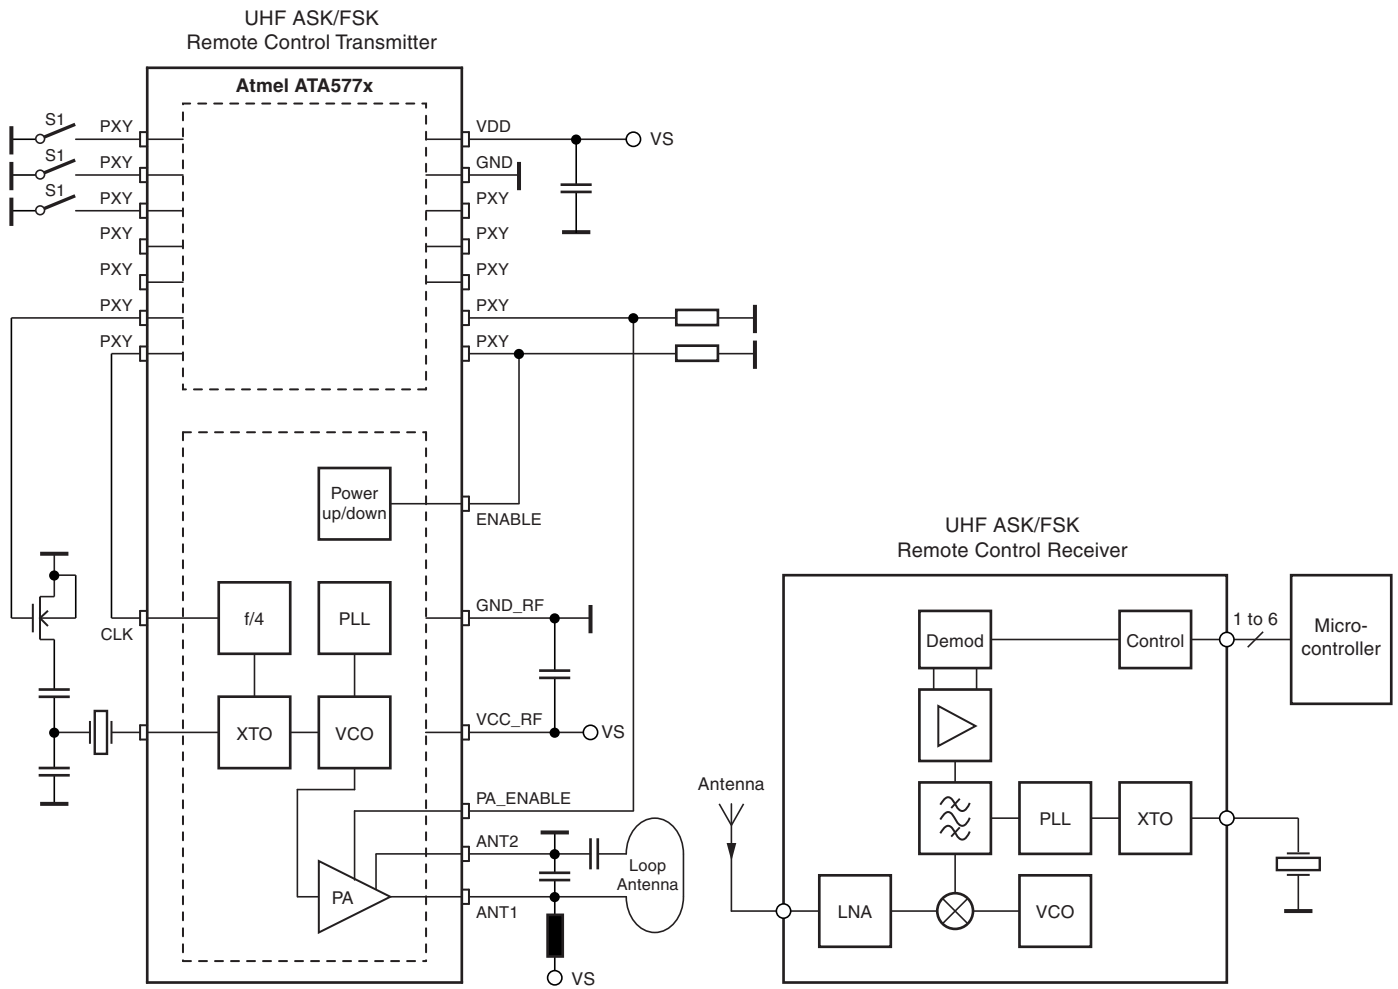 UHF ASK/FSK
Remote Control Transmitter
Atmel ATA577x
S1
PXY
S1
PXY
S1
PXY
PXY
PXY
PXY
PXY
VDD
VS
GND
PXY
PXY
PXY
PXY
PXY
Power
up/down
ENABLE
f/4
PLL
CLK
GND_RF
XTO
VCO
VCC_RF
VS
PA_ENABLE
ANT2
Loop
Antenna
PA
ANT1
VS
UHF ASK/FSK
Remote Control Receiver
Demod
Control
1 to 6
Micro-
controller
Antenna
PLL
XTO
LNA
VCO